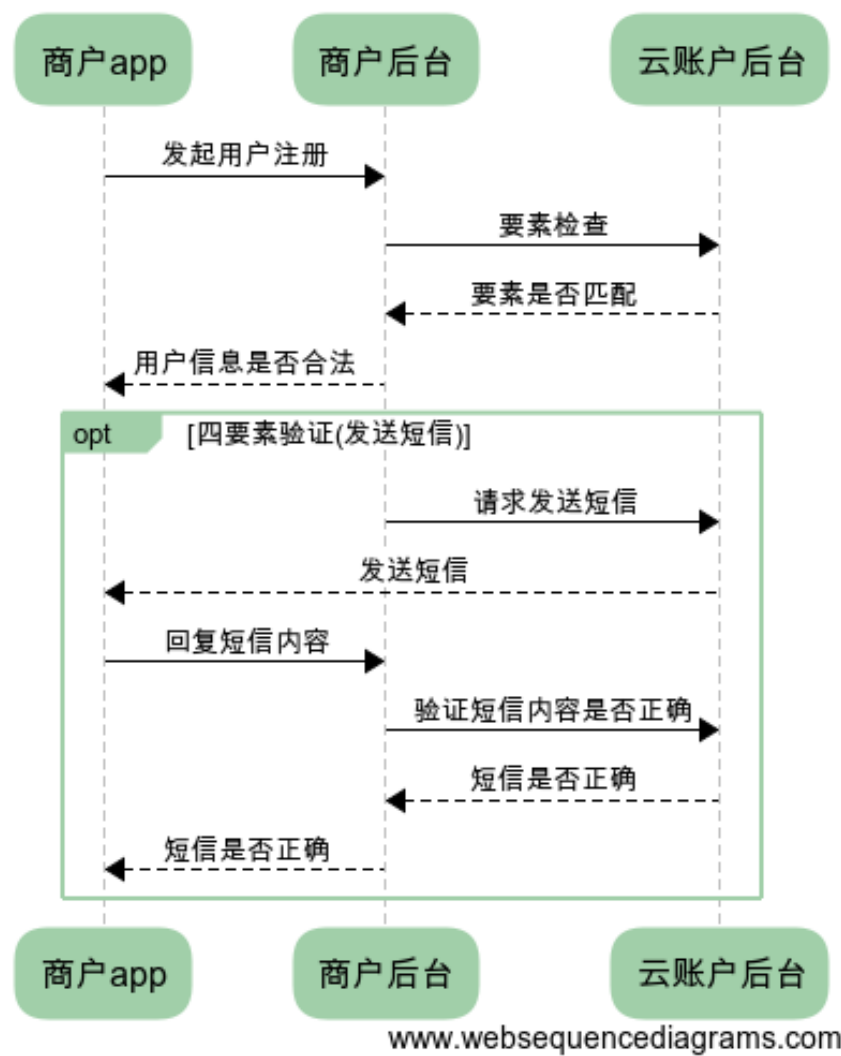 商户app
商户后台
云账户后台
发起用户注册
要素检查
要素是否匹配
用户信息是否合法
opt
[四要素验证(发送短信)]
请求发送短信
发送短信
回复短信内容
验证短信内容是否正确
短信是否正确
短信是否正确
商户app
商户后台
云账户后台
www.websequencediagrams.com